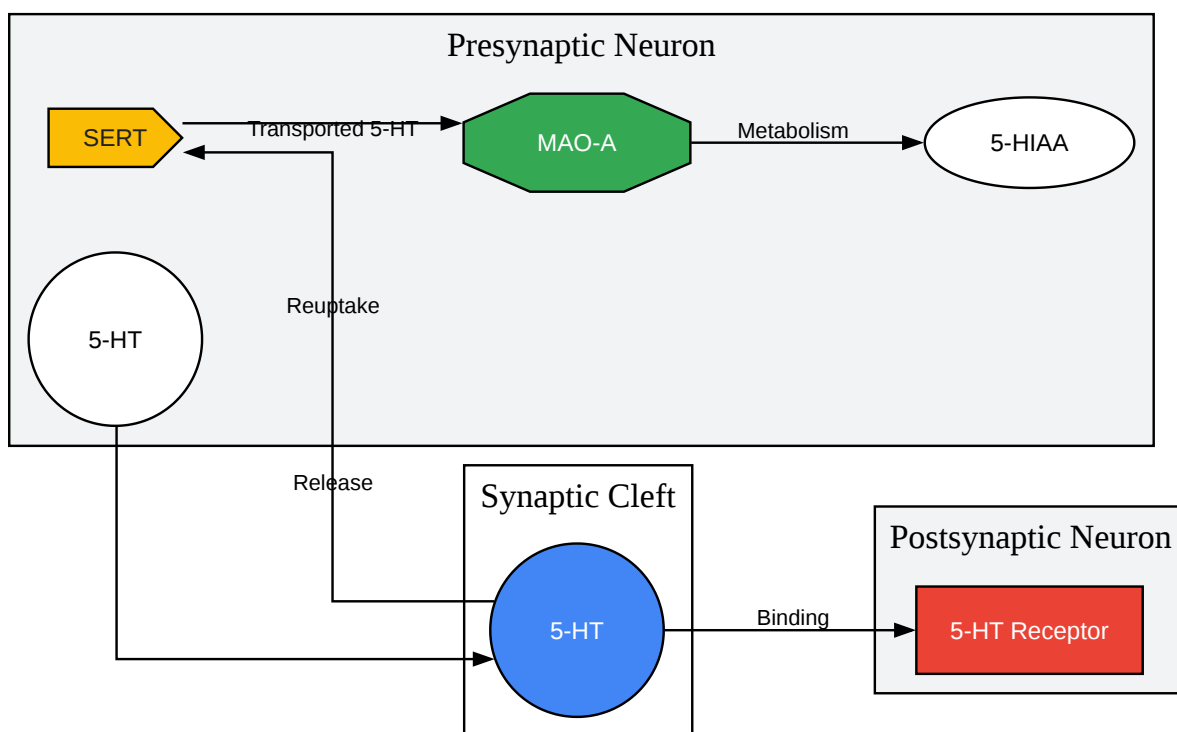 Presynaptic Neuron
SERT
Transported 5-HT
MAO-A
Metabolism
5-HIAA
5-HT
Reuptake
Release
Synaptic Cleft
5-HT
Binding
Postsynaptic Neuron
5-HT Receptor